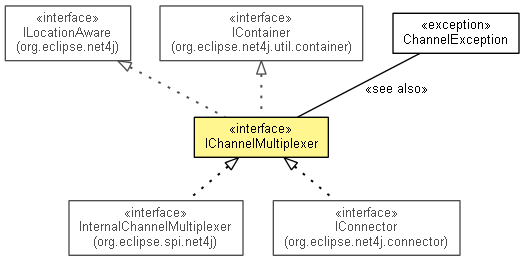 «interface»
ILocationAware
(org.eclipse.net4j)
«interface»
IContainer
(org.eclipse.net4j.util.container)
«exception»
ChannelException
«see also»
«interface»
IChannelMultiplexer
«interface»
InternalChannelMultiplexer
(org.eclipse.spi.net4j)
«interface»
IConnector
(org.eclipse.net4j.connector)